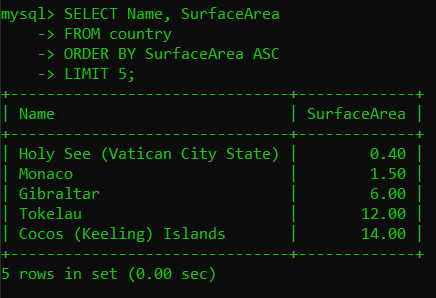 mysql> SELECT Name, SurfaceArea
    -> FROM country
    -> ORDER BY SurfaceArea ASC
    -> LIMIT 5;
+-------------------------------+-------------+
| Name                          | SurfaceArea |
+-------------------------------+-------------+
| Holy See (Vatican City State) |        0.40 |
| Monaco                        |        1.50 |
| Gibraltar                     |        6.00 |
| Tokelau                       |       12.00 |
| Cocos (Keeling) Islands       |       14.00 |
+-------------------------------+-------------+
5 rows in set (0.00 sec)